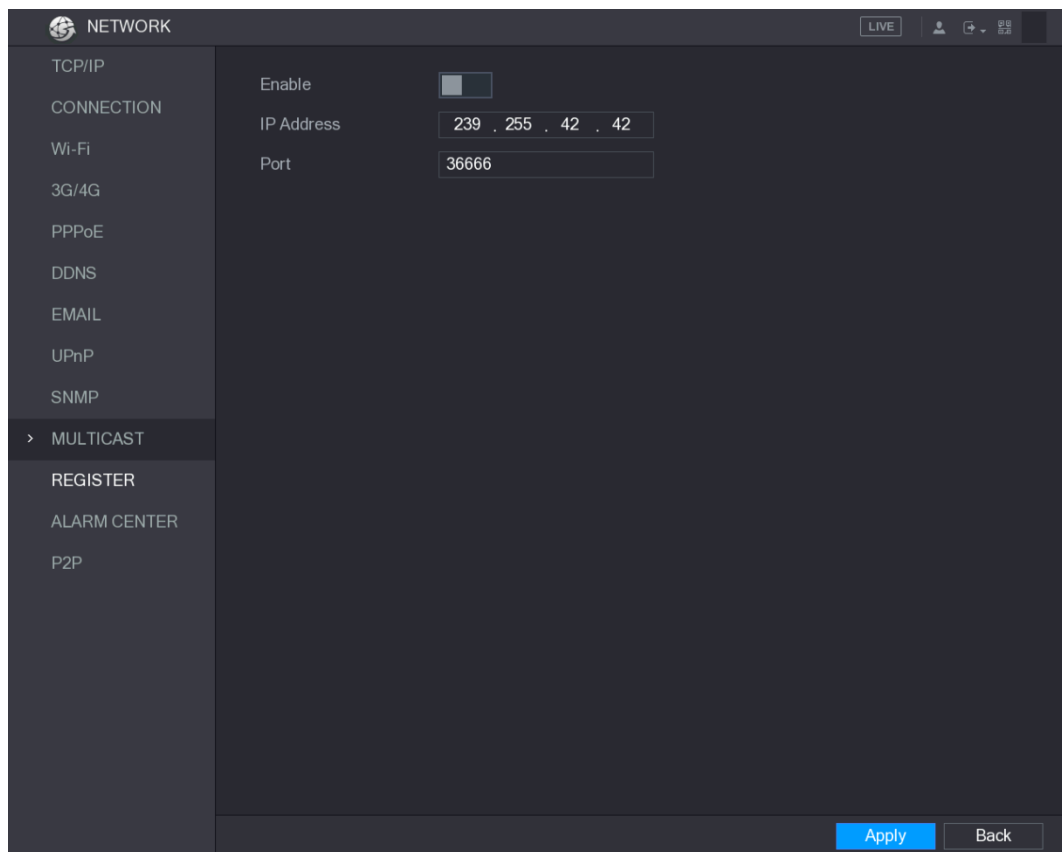 NETWORK
LIVE
TCP/IP
CONNECTION
Wi-Fi
3G/4G
PPPoE
DDNS
EMAIL
UPnP
SNMP
> MULTICAST
REGISTER
ALARM CENTER
P2P
Enable
IP Address 239 . 255 . 42 . 42
Port 36666
Apply Back